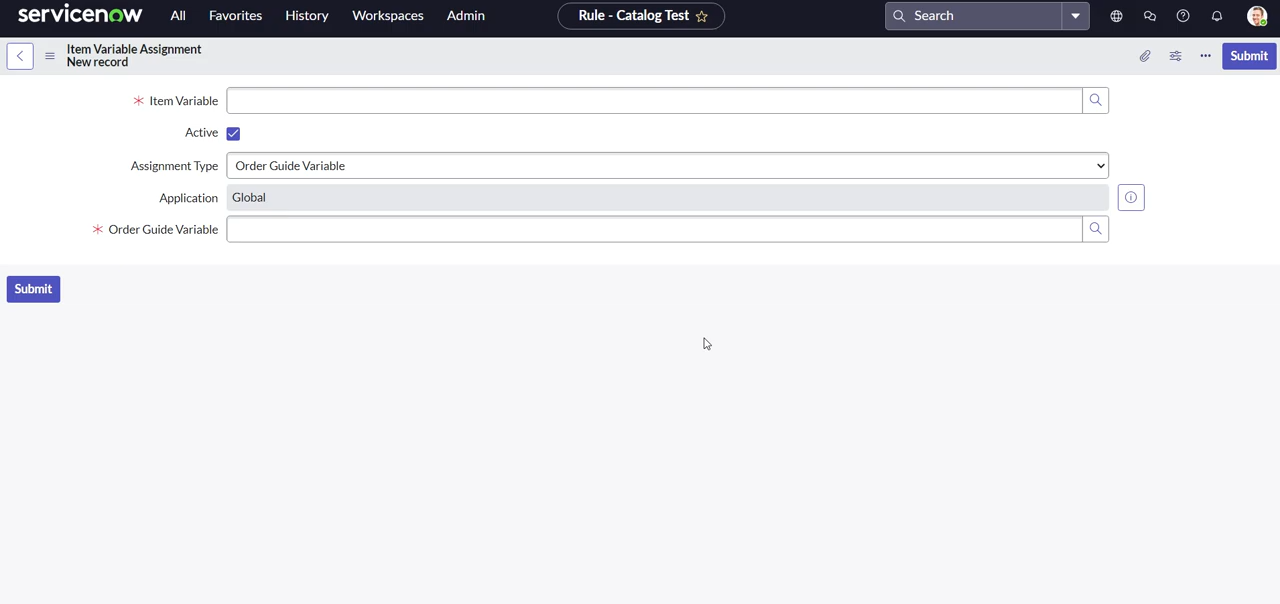 servicenow All Favorites History Workspaces Admin Rule - Catalog Test Search
Item Variable Assignment
New record
Submit
Item Variable
Active
Assignment Type Order Guide Variable
Application Global
Order Guide Variable
Submit